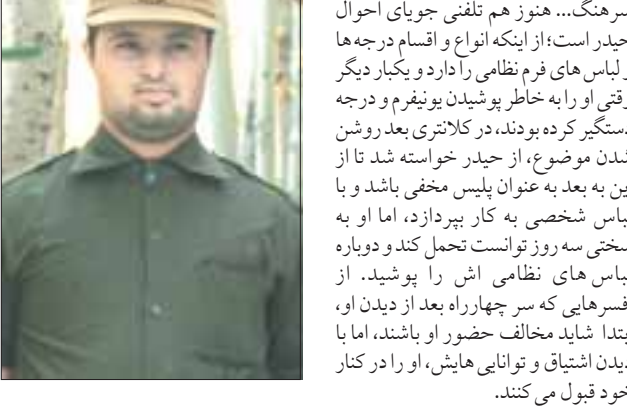 سرهنگ... هنوز هم تلفنی جویای احوال
حیدر است؛ از اینکه انواع و اقسام درجه ها
و لباس های فرم نظامی را دارد و یکبار دیگر
وقتی او را به خاطر پوشیدن یونیفرم و درجه
دستگیر کرده بودند، در کلانتری بعد روشن
شدن موضوع، از حیدر خواسته شد تا از
این به بعد به عنوان پلیس مخفی باشد و با
لباس شخصی به کار بپردازد، اما او به
سختی سه روز توانست تحمل کند و دوباره
لباس های نظامی اش را پوشید. از
افسرهایی که سر چهارراه بعد از دیدن او،
ابتدا شاید مخالف حضور او باشند، اما با
دیدن اشتیاق و توانایی هایش، او را در کنار
خود قبول می کنند.